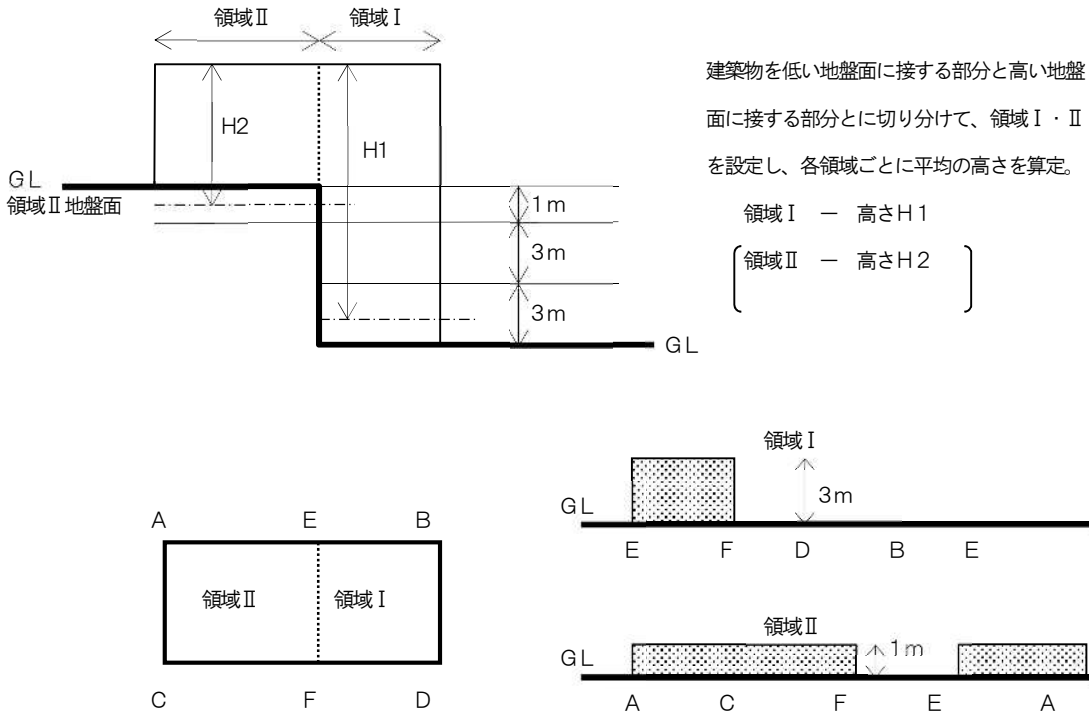 領域Ⅱ 領域Ⅰ
建築物を低い地盤面に接する部分と高い地盤
面に接する部分とに切り分けて、領域Ⅰ・Ⅱ
を設定し、各領域ごとに平均の高さを算定。
領域Ⅰ － 高さＨ１
領域Ⅱ － 高さＨ２
H2
H1
ＧＬ
領域Ⅱ地盤面
1ｍ
3ｍ
3ｍ
ＧＬ
領域Ⅰ
3ｍ
ＧＬ
Ｅ Ｆ Ｄ Ｂ Ｅ
Ａ Ｅ Ｂ
領域Ⅱ 領域Ⅰ
Ｃ Ｆ Ｄ
領域Ⅱ
1ｍ
ＧＬ
Ａ Ｃ Ｆ Ｅ Ａ